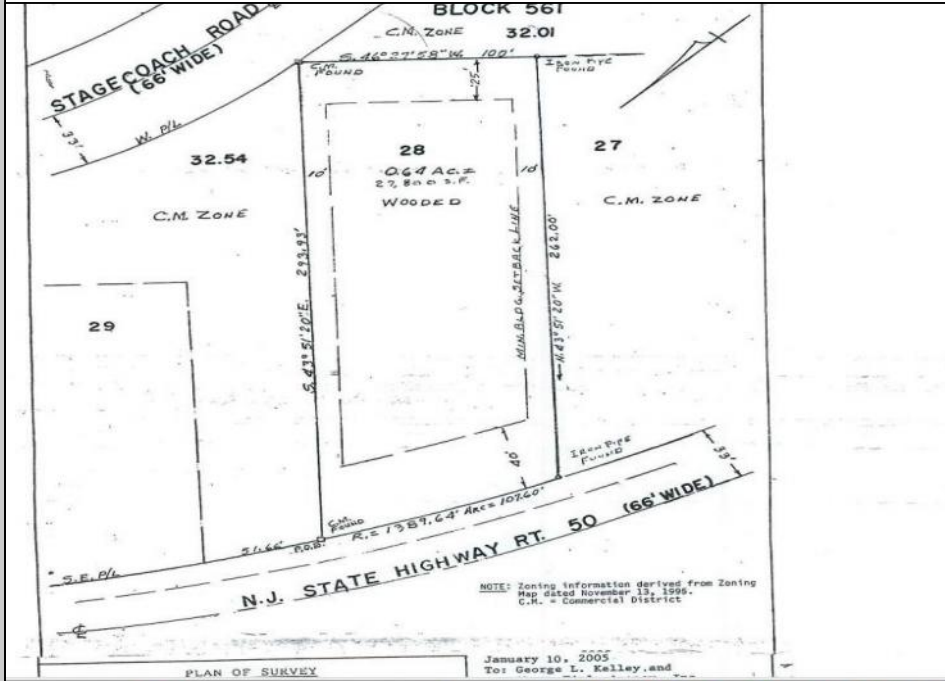 BLOCK 561
C.M. ZONE 32.01
STAGECOACH ROAD
(66' WIDE)
S. 46° 27' 58" W. 100'
C.M. FOUND
IRON PIPE FOUND
25'
33'
W. P/L
32.54
28
27
0.64 Ac.±
27,800 S.F.
WOODED
10'
10'
C.M. ZONE
C.M. ZONE
S. 43° 51' 20" E. 293.93'
MIN. BLDG. SETBACK LINE
N. 43° 51' 20" W. 262.00'
29
40'
IRON PIPE FOUND
33'
C.M. FOUND
S.E. P/L
51.66'
P.O.B.
R.= 1389.64' ARC= 107.60'
N.J. STATE HIGHWAY RT. 50 (66' WIDE)
NOTE: Zoning information derived from Zoning
Map dated November 13, 1995.
C.M. = Commercial District
PLAN OF SURVEY
January 10, 2005
To: George L. Kelley, and